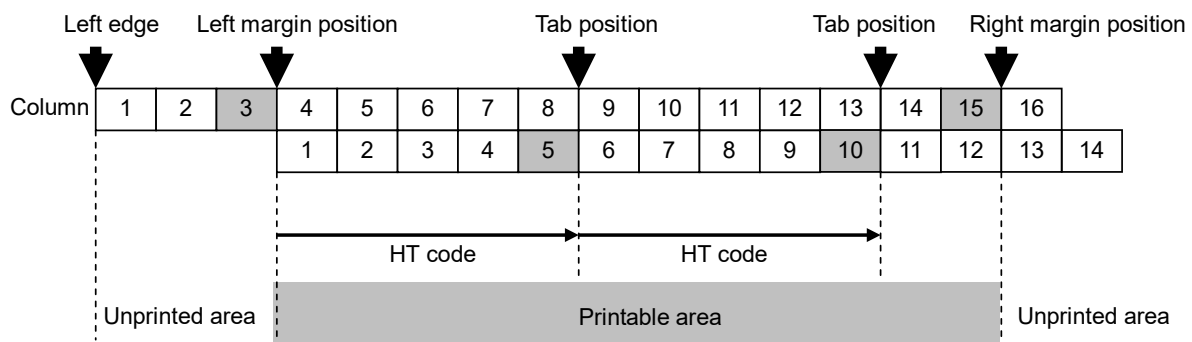 Left edge Left margin position Tab position Tab position Right margin position
Column 1 2 3 4 5 6 7 8 9 10 11 12 13 14 15 16
1 2 3 4 5 6 7 8 9 10 11 12 13 14
HT code HT code
Unprinted area Printable area Unprinted area